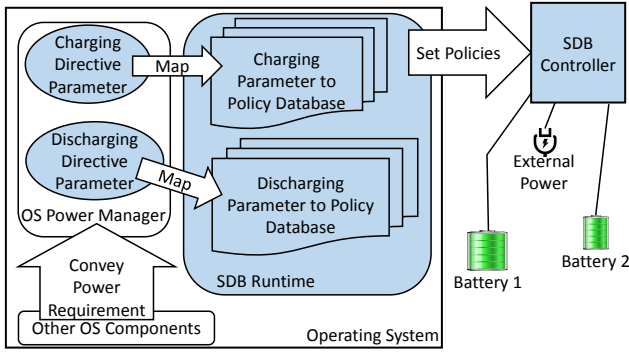 Charging
Directive
Parameter
Map
Charging
Parameter to
Policy Database
Set Policies
SDB
Controller
Discharging
Directive
Parameter
Map
Discharging
Parameter to Policy
Database
External
Power
OS Power Manager
Convey
Power
Requirement
SDB Runtime
Battery 1
Battery 2
Other OS Components
Operating System